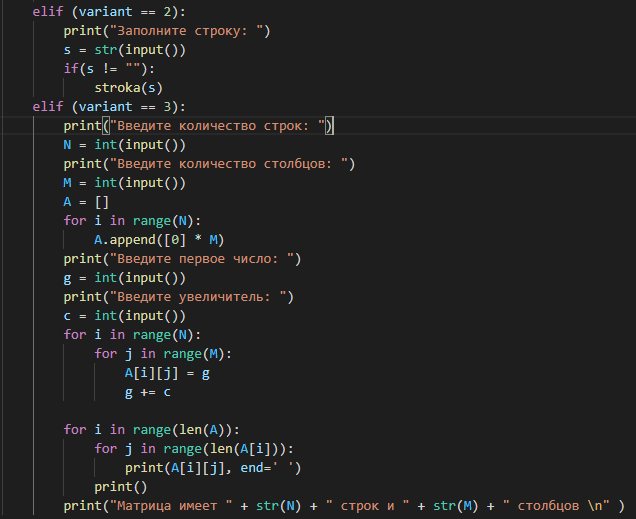 elif (variant == 2):
    print("Заполните строку: ")
    s = str(input())
    if(s != ""):
        stroka(s)
elif (variant == 3):
    print("Введите количество строк: ")
    N = int(input())
    print("Введите количество столбцов: ")
    M = int(input())
    A = []
    for i in range(N):
        A.append([0] * M)
    print("Введите первое число: ")
    g = int(input())
    print("Введите увеличитель: ")
    c = int(input())
    for i in range(N):
        for j in range(M):
            A[i][j] = g
            g += c

    for i in range(len(A)):
        for j in range(len(A[i])):
            print(A[i][j], end=' ')
        print()
    print("Матрица имеет " + str(N) + " строк и " + str(M) + " столбцов \n" )